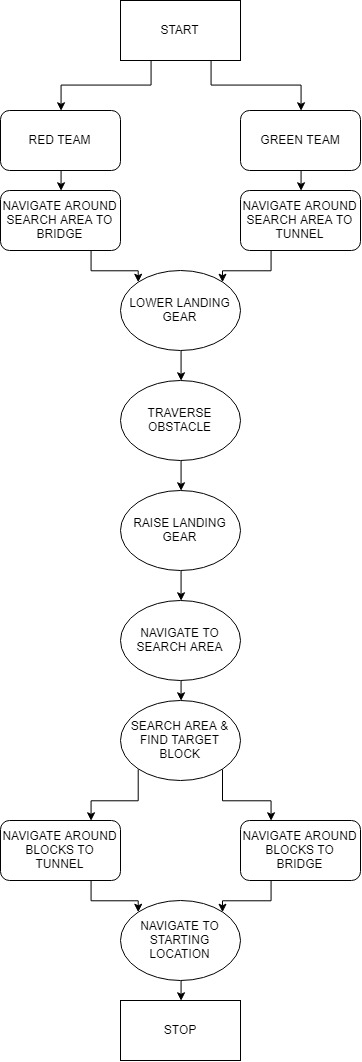 START
RED TEAM
GREEN TEAM
NAVIGATE AROUND
SEARCH AREA TO
BRIDGE
NAVIGATE AROUND
SEARCH AREA TO
TUNNEL
LOWER LANDING
GEAR
TRAVERSE
OBSTACLE
RAISE LANDING
GEAR
NAVIGATE TO
SEARCH AREA
SEARCH AREA &
FIND TARGET
BLOCK
NAVIGATE AROUND
BLOCKS TO
TUNNEL
NAVIGATE AROUND
BLOCKS TO
BRIDGE
NAVIGATE TO
STARTING
LOCATION
STOP